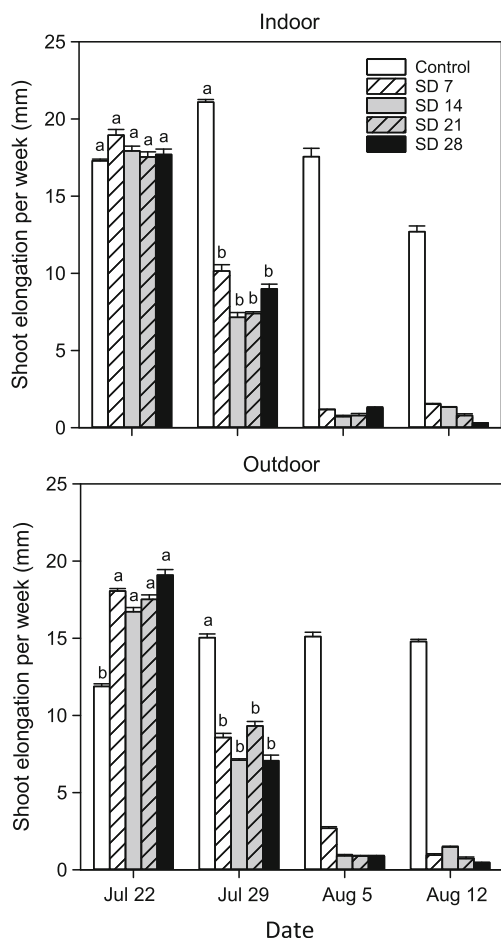 Indoor
Shoot elongation per week (mm)
25
20
15
10
5
0
Control
SD 7
SD 14
SD 21
SD 28
a a a a a
a b b b b
Outdoor
Shoot elongation per week (mm)
25
20
15
10
5
0
b a a a a
a b b b b
Jul 22 Jul 29 Aug 5 Aug 12
Date